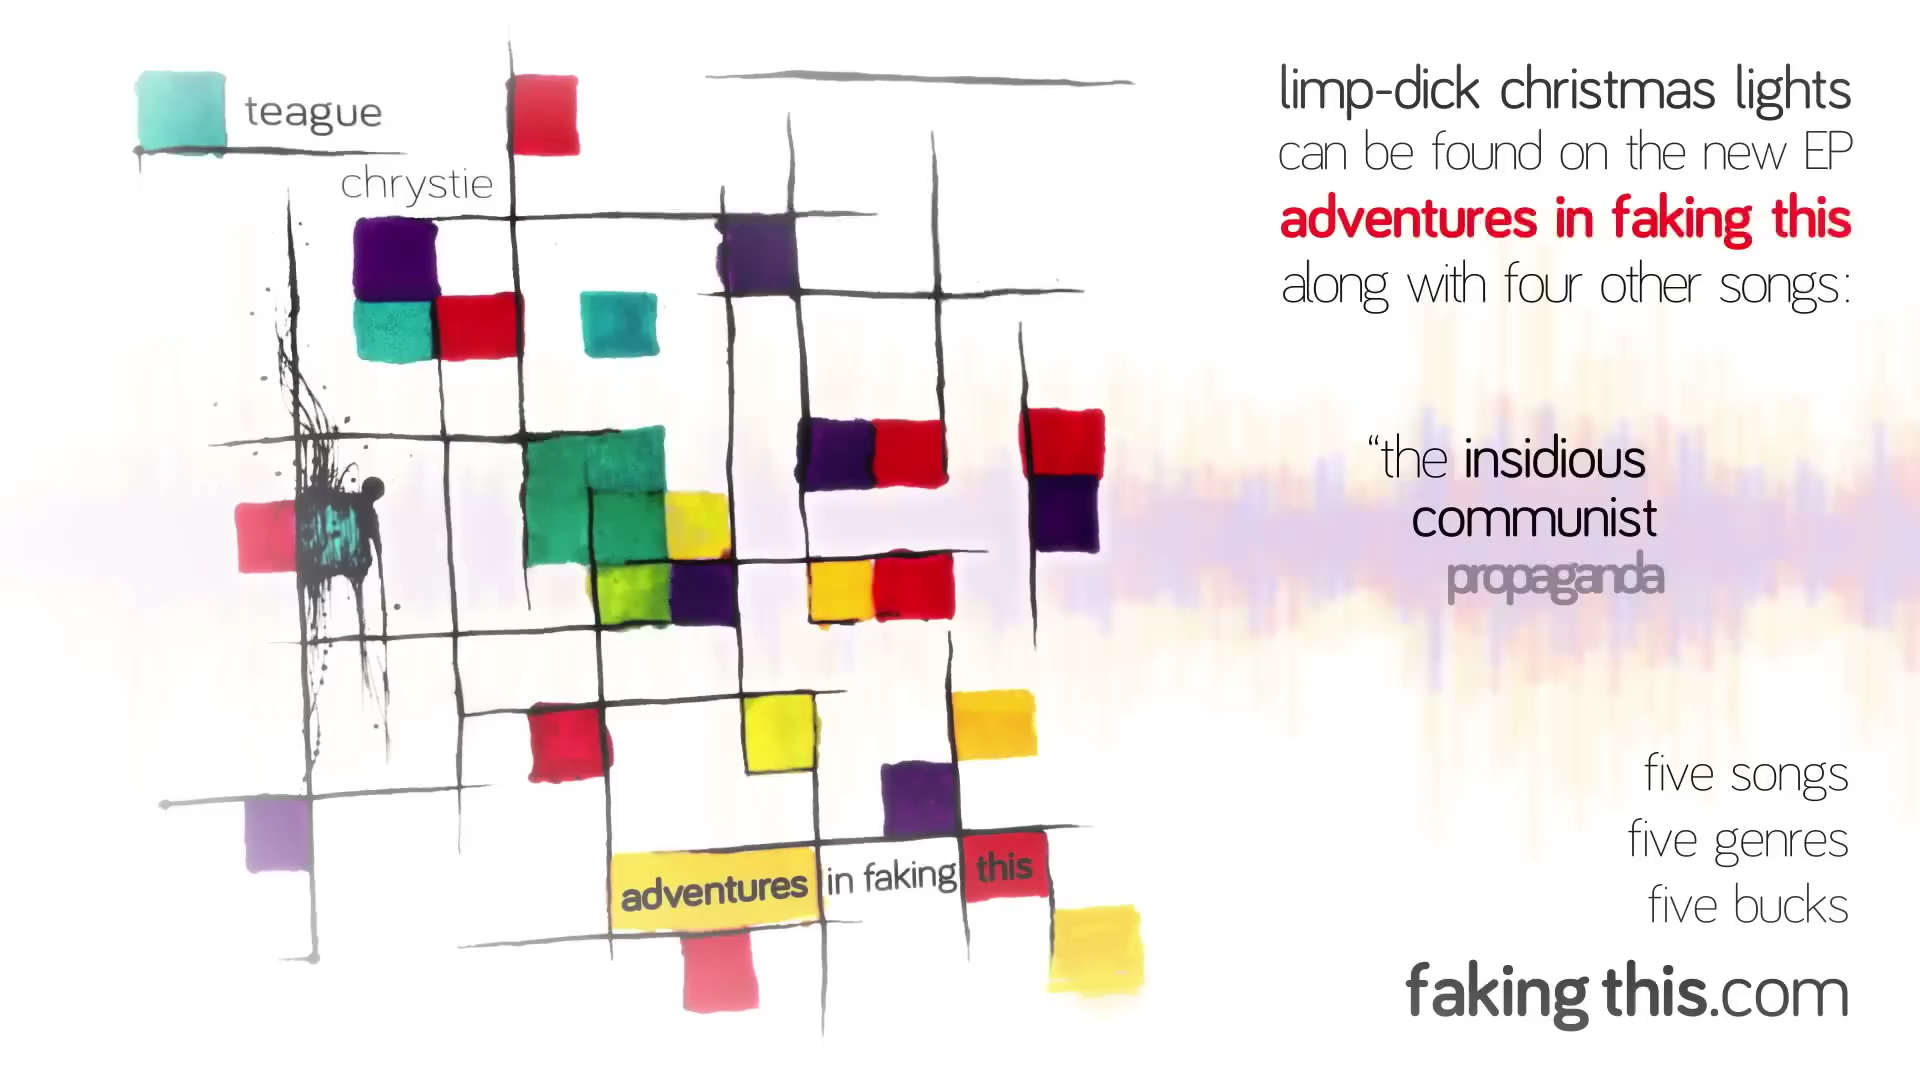 teague
chrystie
adventures in faking this
limp-dick christmas lights
can be found on the new EP
adventures in faking this
along with four other songs:
“the insidious
communist
propaganda
five songs
five genres
five bucks
faking this.com